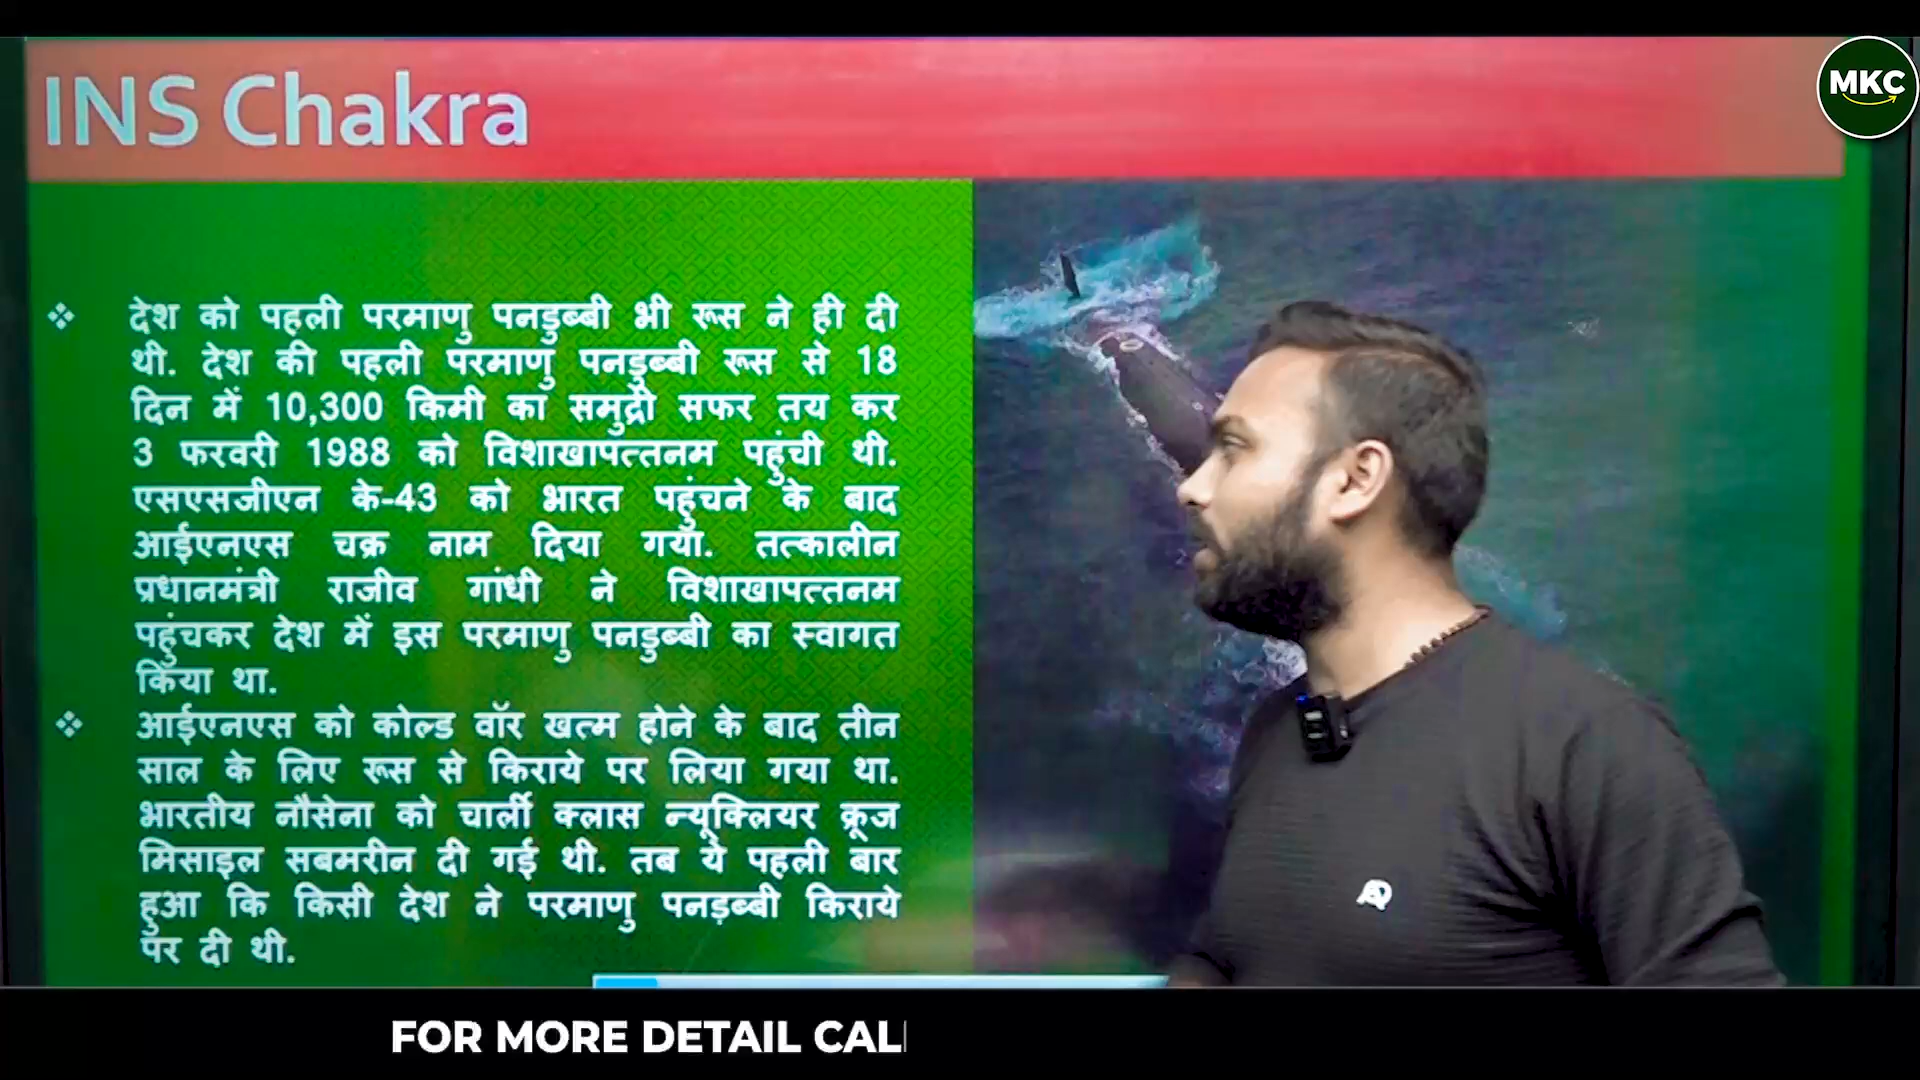 INS Chakra
MKC
देश को पहली परमाणु पनडुब्बी भी रूस ने ही दी
थी. देश की पहली परमाणु पनडुब्बी रूस से 18
दिन में 10,300 किमी का समुद्री सफर तय कर
3 फरवरी 1988 को विशाखापत्तनम पहुंची थी.
एसएसजीएन के-43 को भारत पहुंचने के बाद
आईएनएस चक्र नाम दिया गया. तत्कालीन
प्रधानमंत्री राजीव गांधी ने विशाखापत्तनम
पहुंचकर देश में इस परमाणु पनडुब्बी का स्वागत
किया था.
आईएनएस को कोल्ड वॉर खत्म होने के बाद तीन
साल के लिए रूस से किराये पर लिया गया था.
भारतीय नौसेना को चार्ली क्लास न्यूक्लियर क्रूज
मिसाइल सबमरीन दी गई थी. तब ये पहली बार
हुआ कि किसी देश ने परमाणु पनड़ब्बी किराये
पर दी थी.
FOR MORE DETAIL CAL